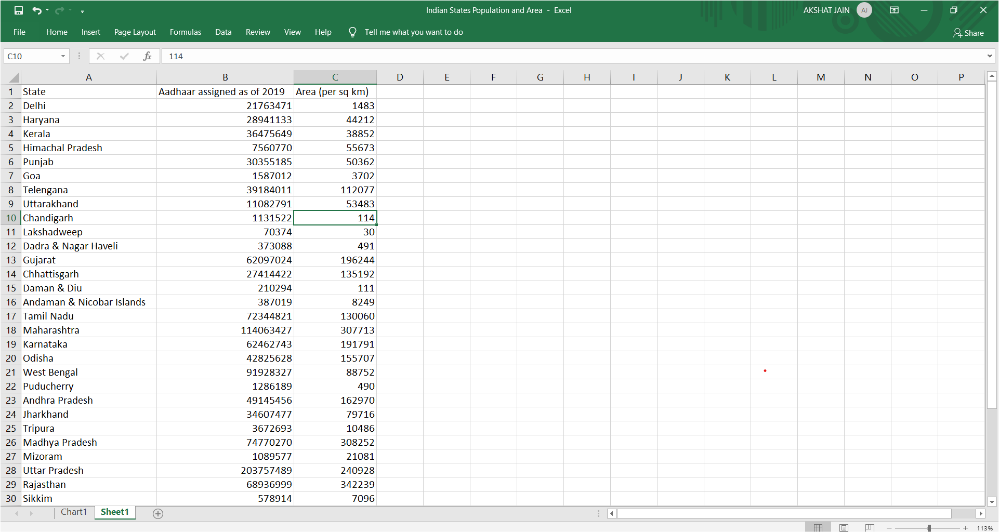 Indian States Population and Area - Excel
AKSHAT JAIN AJ
File Home Insert Page Layout Formulas Data Review View Help Tell me what you want to do Share
C10 fx 114
A B C D E F G H I J K L M N O P
1 State Aadhaar assigned as of 2019 Area (per sq km)
2 Delhi 21763471 1483
3 Haryana 28941133 44212
4 Kerala 36475649 38852
5 Himachal Pradesh 7560770 55673
6 Punjab 30355185 50362
7 Goa 1587012 3702
8 Telengana 39184011 112077
9 Uttarakhand 11082791 53483
10 Chandigarh 1131522 114
11 Lakshadweep 70374 30
12 Dadra & Nagar Haveli 373088 491
13 Gujarat 62097024 196244
14 Chhattisgarh 27414422 135192
15 Daman & Diu 210294 111
16 Andaman & Nicobar Islands 387019 8249
17 Tamil Nadu 72344821 130060
18 Maharashtra 114063427 307713
19 Karnataka 62462743 191791
20 Odisha 42825628 155707
21 West Bengal 91928327 88752
22 Puducherry 1286189 490
23 Andhra Pradesh 49145456 162970
24 Jharkhand 34607477 79716
25 Tripura 3672693 10486
26 Madhya Pradesh 74770270 308252
27 Mizoram 1089577 21081
28 Uttar Pradesh 203757489 240928
29 Rajasthan 68936999 342239
30 Sikkim 578914 7096
Chart1 Sheet1
113%